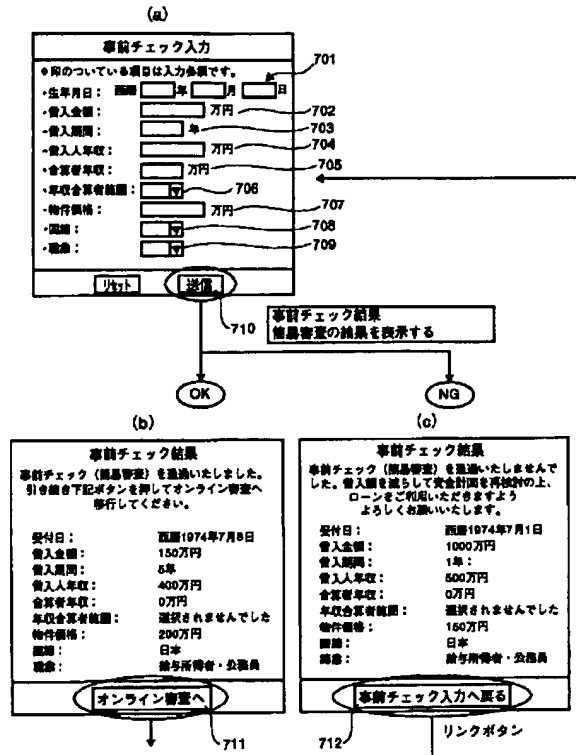 (a)
事前チェック入力
*印のついている項目は入力必須です。
701
・生年月日: 西暦 年 月 日
・借入金額: 万円 702
・借入期間: 年 703
・借入人年収: 万円 704
・合算者年収: 万円 705
・年収合算者範囲: 706
・物件価格: 万円 707
・国籍: 708
・職業: 709
リセット 送信
710
事前チェック結果
簡易審査の結果を表示する
OK NG
(b)
事前チェック結果
事前チェック(簡易審査)を通過いたしました。
引き続き下記ボタンを押してオンライン審査へ
移行してください。
受付日: 西暦1974年7月8日
借入金額: 150万円
借入期間: 5年
借入人年収: 400万円
合算者年収: 0万円
年収合算者範囲: 選択されませんでした
物件価格: 200万円
国籍: 日本
職業: 給与所得者・公務員
オンライン審査へ
711
(c)
事前チェック結果
事前チェック(簡易審査)を通過いたしませんで
した。借入額を減らして資金計画を再検討の上、
ローンをご利用いただきますよう
よろしくお願いいたします。
受付日: 西暦1974年7月1日
借入金額: 1000万円
借入期間: 1年:
借入人年収: 500万円
合算者年収: 0万円
年収合算者範囲: 選択されませんでした
物件価格: 150万円
国籍: 日本
職業: 給与所得者・公務員
事前チェック入力へ戻る
712 リンクボタン